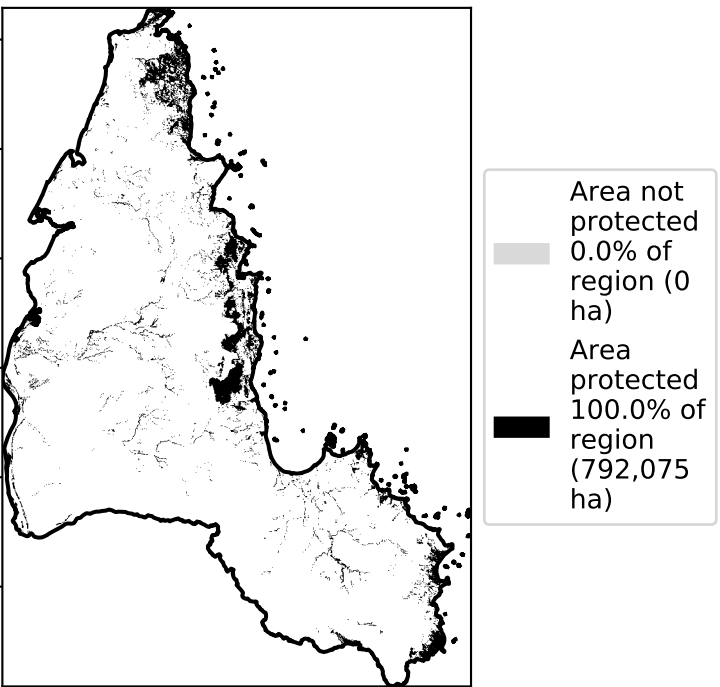 Area not
protected
0.0% of
region (0
ha)
Area
protected
100.0% of
region
(792,075
ha)